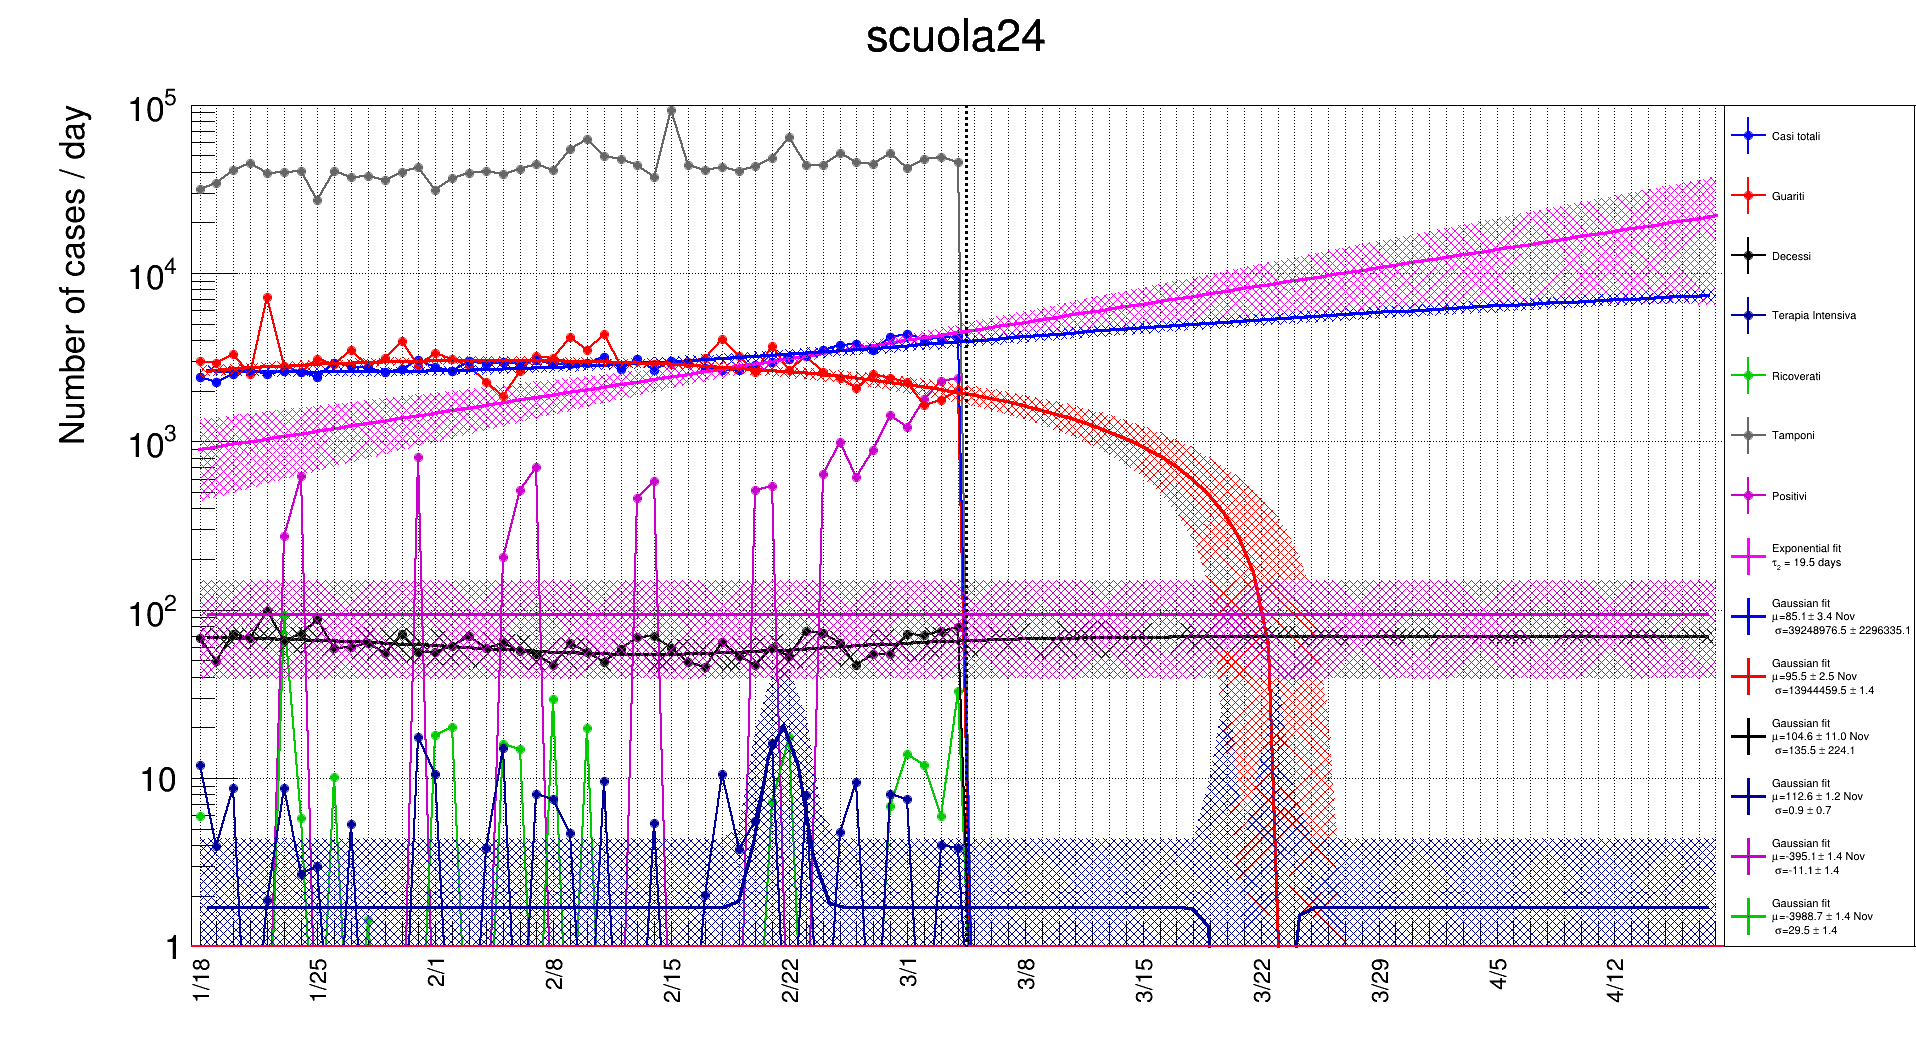 scuola24
Number of cases / day
10^5
10^4
10^3
10^2
10
1
1/18
1/25
2/1
2/8
2/15
2/22
3/1
3/8
3/15
3/22
3/29
4/5
4/12
Casi totali
Guariti
Decessi
Terapia Intensiva
Ricoverati
Tamponi
Positivi
Exponential fit
τ_2 = 19.5 days
Gaussian fit
μ=85.1 ± 3.4 Nov
σ=39248976.5 ± 2296335.1
Gaussian fit
μ=95.5 ± 2.5 Nov
σ=13944459.5 ± 1.4
Gaussian fit
μ=104.6 ± 11.0 Nov
σ=135.5 ± 224.1
Gaussian fit
μ=112.6 ± 1.2 Nov
σ=0.9 ± 0.7
Gaussian fit
μ=-395.1 ± 1.4 Nov
σ=-11.1 ± 1.4
Gaussian fit
μ=-3988.7 ± 1.4 Nov
σ=29.5 ± 1.4